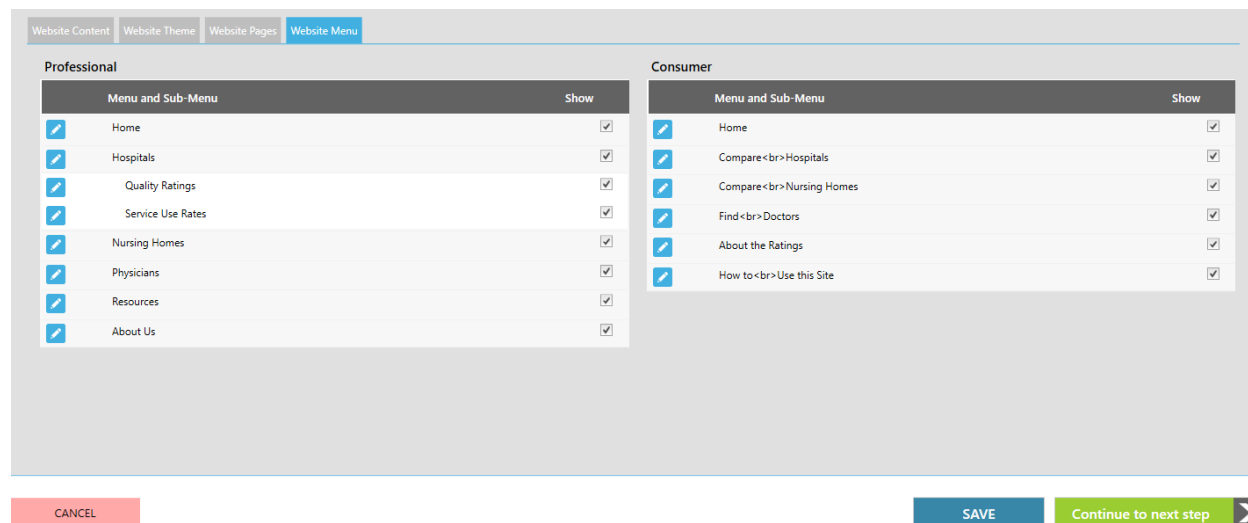 Website Content Website Theme Website Pages Website Menu
Professional
Menu and Sub-Menu Show
Home
Hospitals
Quality Ratings
Service Use Rates
Nursing Homes
Physicians
Resources
About Us
Consumer
Menu and Sub-Menu Show
Home
Compare<br>Hospitals
Compare<br>Nursing Homes
Find<br>Doctors
About the Ratings
How to<br>Use this Site
CANCEL
SAVE
Continue to next step